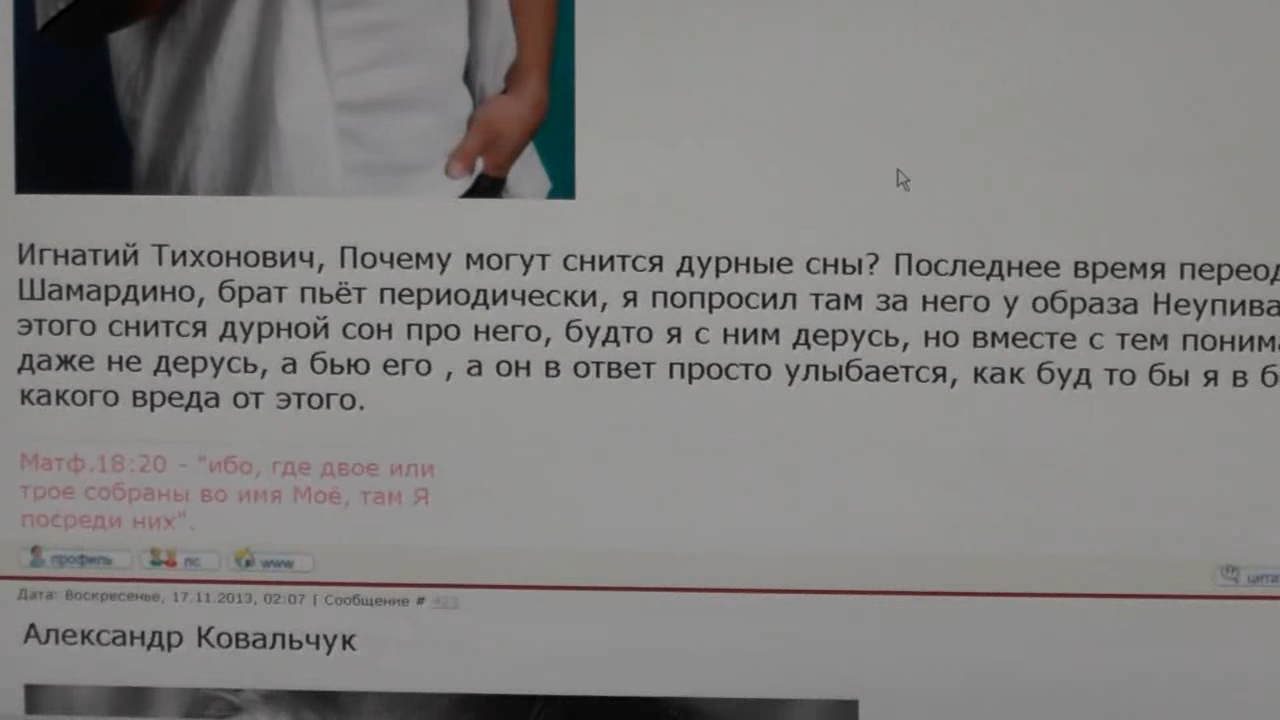 Игнатий Тихонович, Почему могут снится дурные сны? Последнее время переод
Шамардино, брат пьёт периодически, я попросил там за него у образа Неупива
этого снится дурной сон про него, будто я с ним дерусь, но вместе с тем понима
даже не дерусь, а бью его , а он в ответ просто улыбается, как буд то бы я в б
какого вреда от этого.
Матф.18:20 - "ибо, где двое или
трое собраны во имя Моё, там Я
посреди них".
профиль лс www
цита
Дата: Воскресенье, 17.11.2013, 02:07 | Сообщение #
Александр Ковальчук